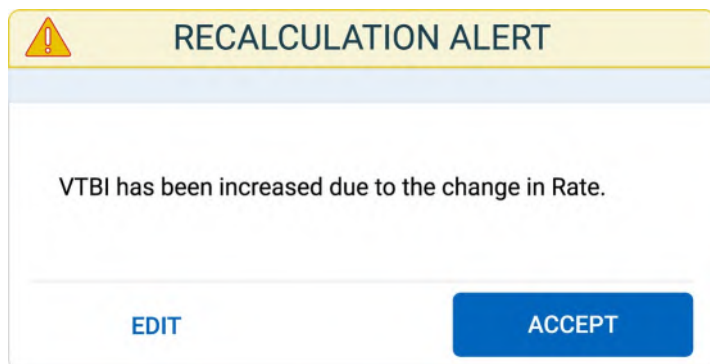 RECALCULATION ALERT
VTBI has been increased due to the change in Rate.
EDIT ACCEPT